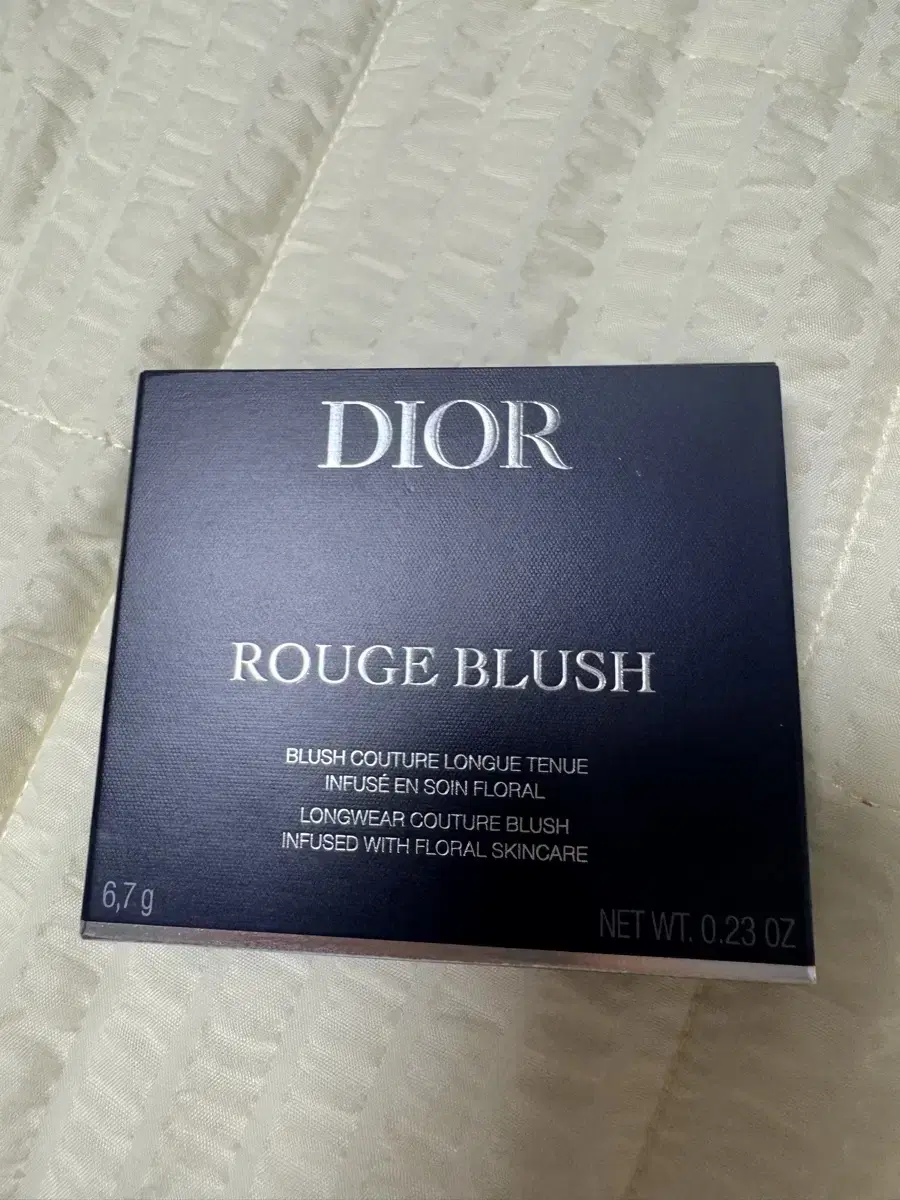 DIOR
ROUGE BLUSH
BLUSH COUTURE LONGUE TENUE
INFUSÉ EN SOIN FLORAL
LONGWEAR COUTURE BLUSH
INFUSED WITH FLORAL SKINCARE
6,7 g
NET WT. 0.23 OZ